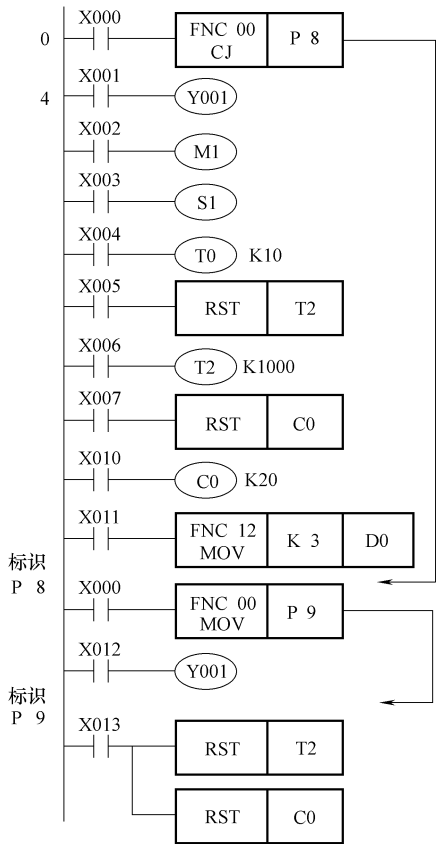 X000
0
FNC 00
CJ
P 8
X001
4
Y001
X002
M1
X003
S1
X004
T0 K10
X005
RST T2
X006
T2 K1000
X007
RST C0
X010
C0 K20
X011
FNC 12
MOV
K 3
D0
标识
P 8
X000
FNC 00
MOV
P 9
X012
Y001
标识
P 9
X013
RST T2
RST C0